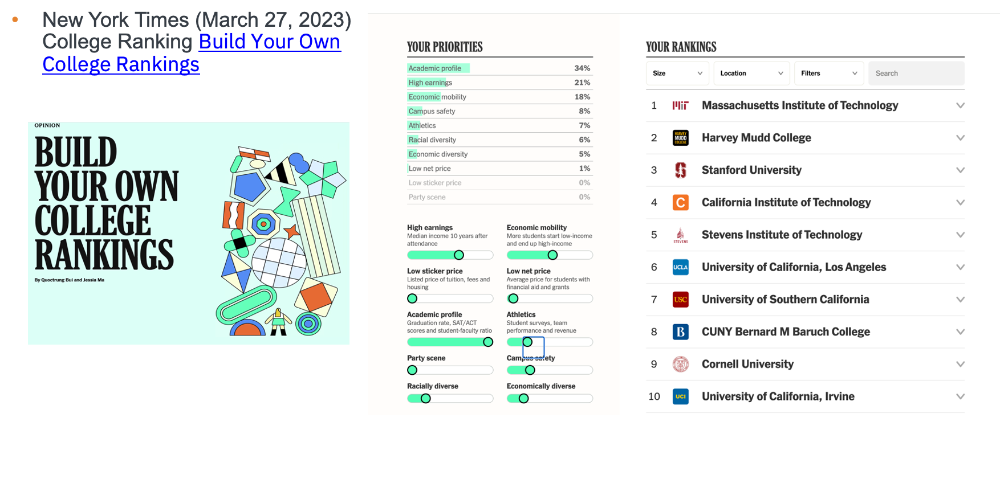 • New York Times (March 27, 2023)
College Ranking Build Your Own
College Rankings
OPINION
BUILD
YOUR OWN
COLLEGE
RANKINGS
By Quoctrung Bui and Jessia Ma
YOUR PRIORITIES
Academic profile 34%
High earnings 21%
Economic mobility 18%
Campus safety 8%
Athletics 7%
Racial diversity 6%
Economic diversity 5%
Low net price 1%
Low sticker price 0%
Party scene 0%
High earnings
Median income 10 years after
attendance
Economic mobility
More students start low-income
and end up high-income
Low sticker price
Listed price of tuition, fees and
housing
Low net price
Average price for students with
financial aid and grants
Academic profile
Graduation rate, SAT/ACT
scores and student-faculty ratio
Athletics
Student surveys, team
performance and revenue
Party scene
Campus safety
Racially diverse
Economically diverse
YOUR RANKINGS
Size Location Filters Search
1 MIT Massachusetts Institute of Technology
2 HARVEY MUDD COLLEGE Harvey Mudd College
3 S Stanford University
4 C California Institute of Technology
5 STEVENS Stevens Institute of Technology
6 UCLA University of California, Los Angeles
7 USC University of Southern California
8 B CUNY Bernard M Baruch College
9 Cornell University
10 UCI University of California, Irvine